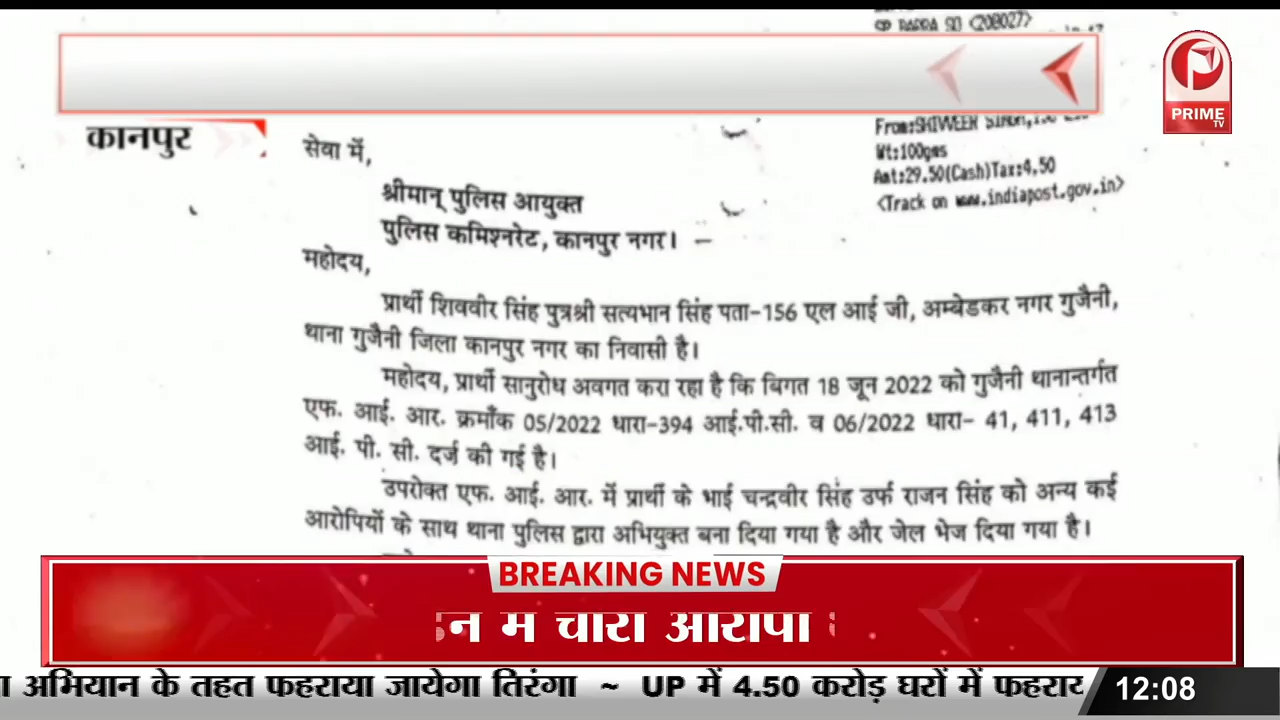 CP BARRA SO <208027>
PRIME
TV
कानपुर
From:SHIVVEER SINGH,156
Wt:100gms
Amt:29.50(Cash)Tax:4.50
<Track on www.indiapost.gov.in>
सेवा में,
श्रीमान् पुलिस आयुक्त
पुलिस कमिश्नरेट, कानपुर नगर।
महोदय,
प्रार्थी शिववीर सिंह पुत्रश्री सत्यभान सिंह पता-156 एल आई जी, अम्बेडकर नगर गुजैनी,
थाना गुजैनी जिला कानपुर नगर का निवासी है।
महोदय, प्रार्थी सानुरोध अवगत करा रहा है कि बिगत 18 जून 2022 को गुजैनी थानान्तर्गत
एफ. आई. आर. क्रमाँक 05/2022 धारा-394 आई.पी.सी. व 06/2022 धारा- 41, 411, 413
आई. पी. सी. दर्ज की गई है।
उपरोक्त एफ. आई. आर. में प्रार्थी के भाई चन्द्रवीर सिंह उर्फ राजन सिंह को अन्य कई
आरोपियों के साथ थाना पुलिस द्वारा अभियुक्त बना दिया गया है और जेल भेज दिया गया है।
BREAKING NEWS
अभियान के तहत फहराया जायेगा तिरंगा ~ UP में 4.50 करोड़ घरों में
12:08